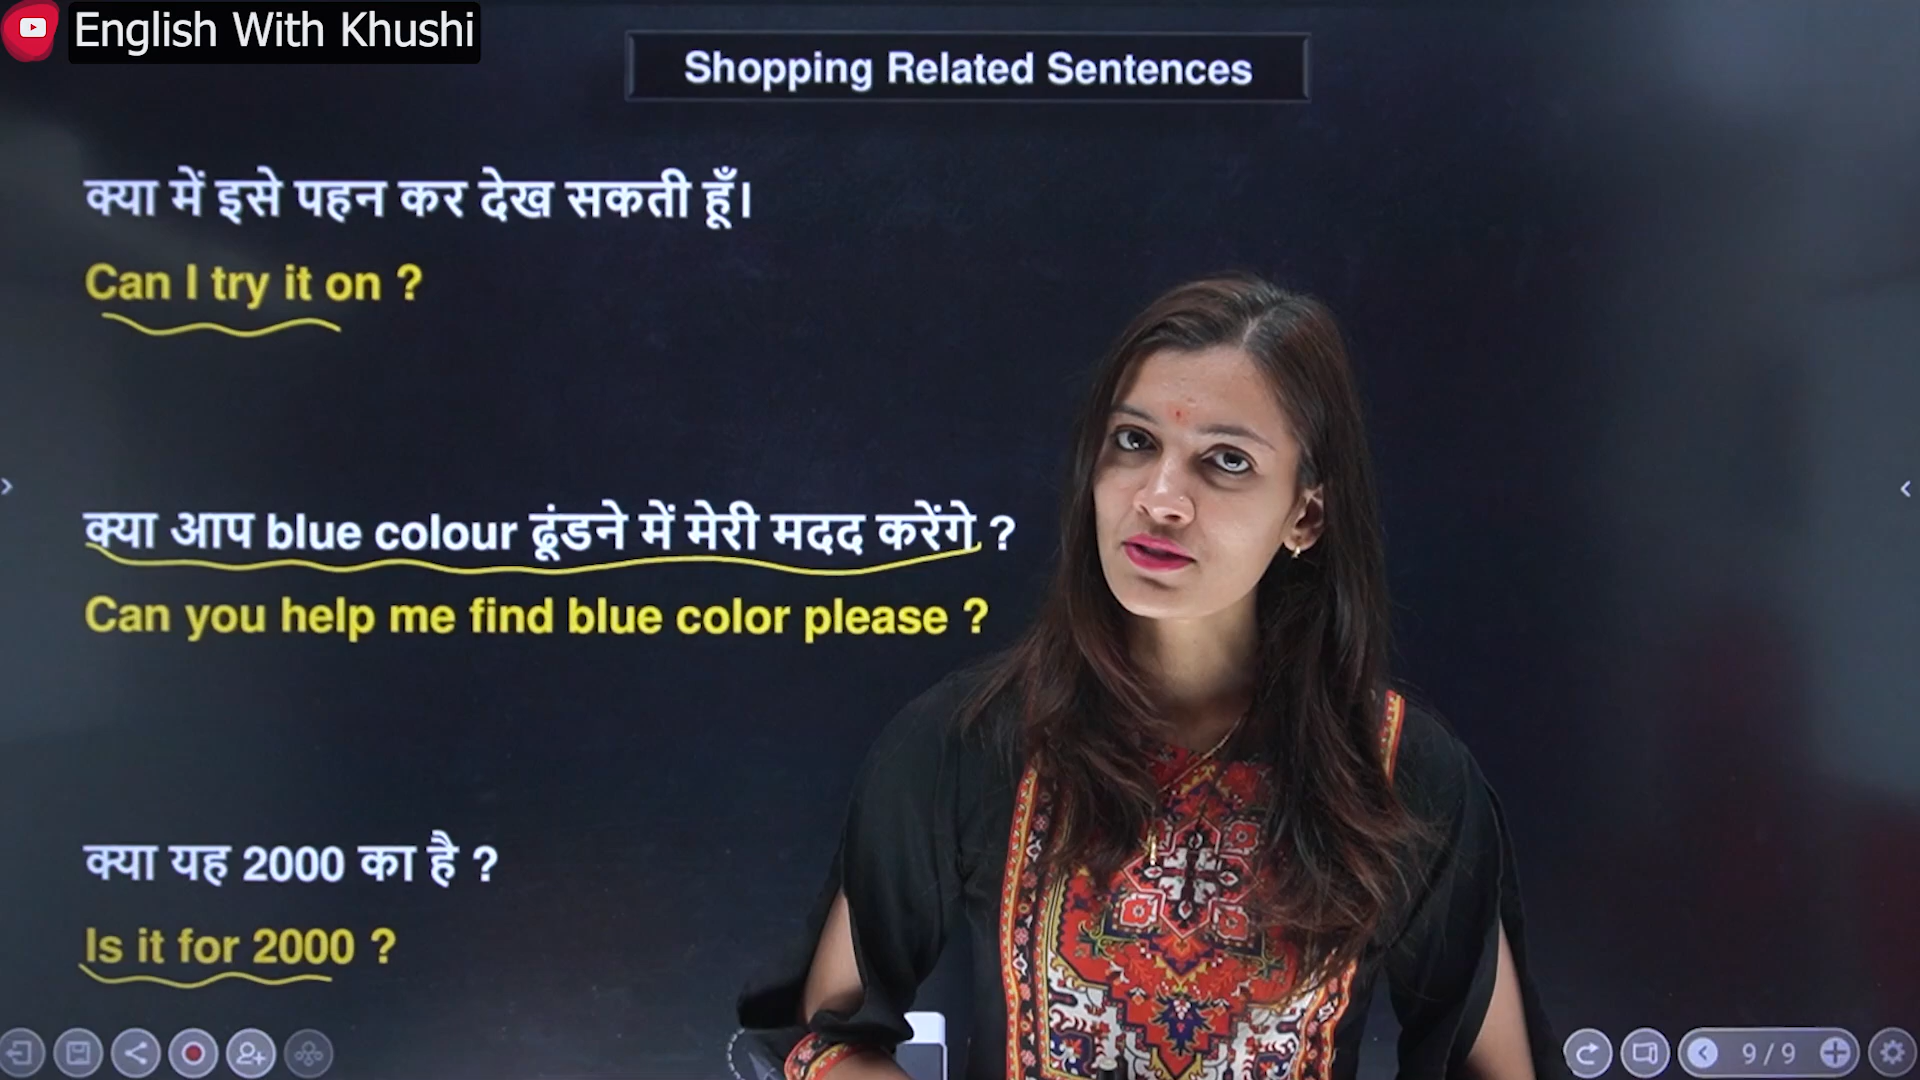 English With Khushi
Shopping Related Sentences
क्या में इसे पहन कर देख सकती हूँ।
Can I try it on ?
क्या आप blue colour ढूंडने में मेरी मदद करेंगे ?
Can you help me find blue color please ?
क्या यह 2000 का है ?
Is it for 2000 ?
9 / 9